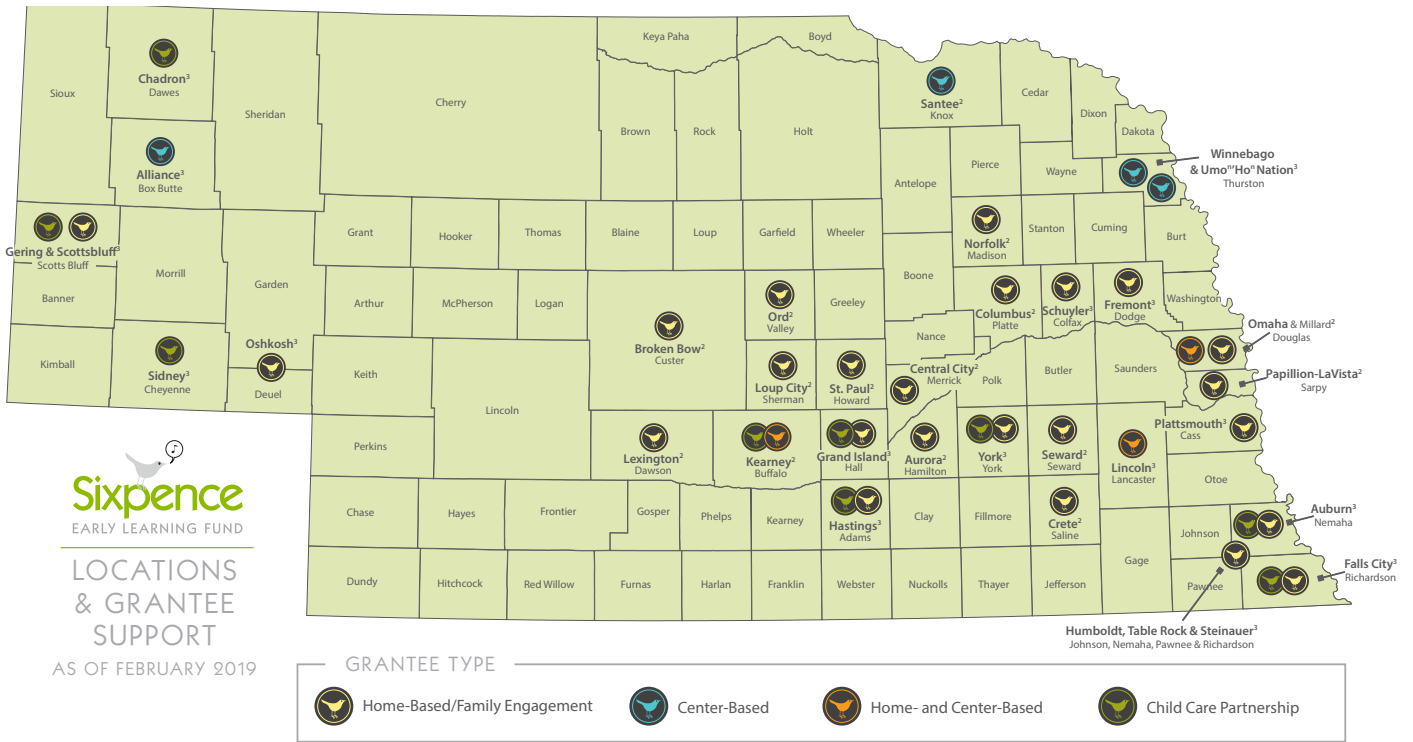 Keya Paha
Boyd
Chadron³
Dawes
Sioux
Sheridan
Cherry
Brown
Rock
Holt
Santee²
Knox
Cedar
Dixon
Dakota
Alliance³
Box Butte
Antelope
Pierce
Wayne
Winnebago
& Umoⁿ'Hoⁿ Nation³
Thurston
Gering & Scottsbluff³
Scotts Bluff
Morrill
Garden
Banner
Kimball
Sidney³
Cheyenne
Oshkosh³
Deuel
Grant
Hooker
Thomas
Blaine
Loup
Garfield
Wheeler
Norfolk²
Madison
Stanton
Cuming
Burt
Arthur
McPherson
Logan
Broken Bow²
Custer
Ord²
Valley
Greeley
Boone
Columbus²
Platte
Schuyler³
Colfax
Fremont³
Dodge
Washington
Nance
Omaha & Millard²
Douglas
Keith
Lincoln
Loup City²
Sherman
St. Paul²
Howard
Central City²
Merrick
Polk
Butler
Saunders
Papillion-LaVista²
Sarpy
Perkins
Lexington²
Dawson
Kearney²
Buffalo
Grand Island³
Hall
Aurora²
Hamilton
York³
York
Seward²
Seward
Lincoln³
Lancaster
Plattsmouth³
Cass
Otoe
Chase
Hayes
Frontier
Gosper
Phelps
Kearney
Hastings³
Adams
Clay
Fillmore
Crete²
Saline
Gage
Johnson
Auburn³
Nemaha
Dundy
Hitchcock
Red Willow
Furnas
Harlan
Franklin
Webster
Nuckolls
Thayer
Jefferson
Pawnee
Falls City³
Richardson
Humboldt, Table Rock & Steinauer³
Johnson, Nemaha, Pawnee & Richardson
Sixpence
EARLY LEARNING FUND
LOCATIONS
& GRANTEE
SUPPORT
AS OF FEBRUARY 2019
GRANTEE TYPE
Home-Based/Family Engagement
Center-Based
Home- and Center-Based
Child Care Partnership